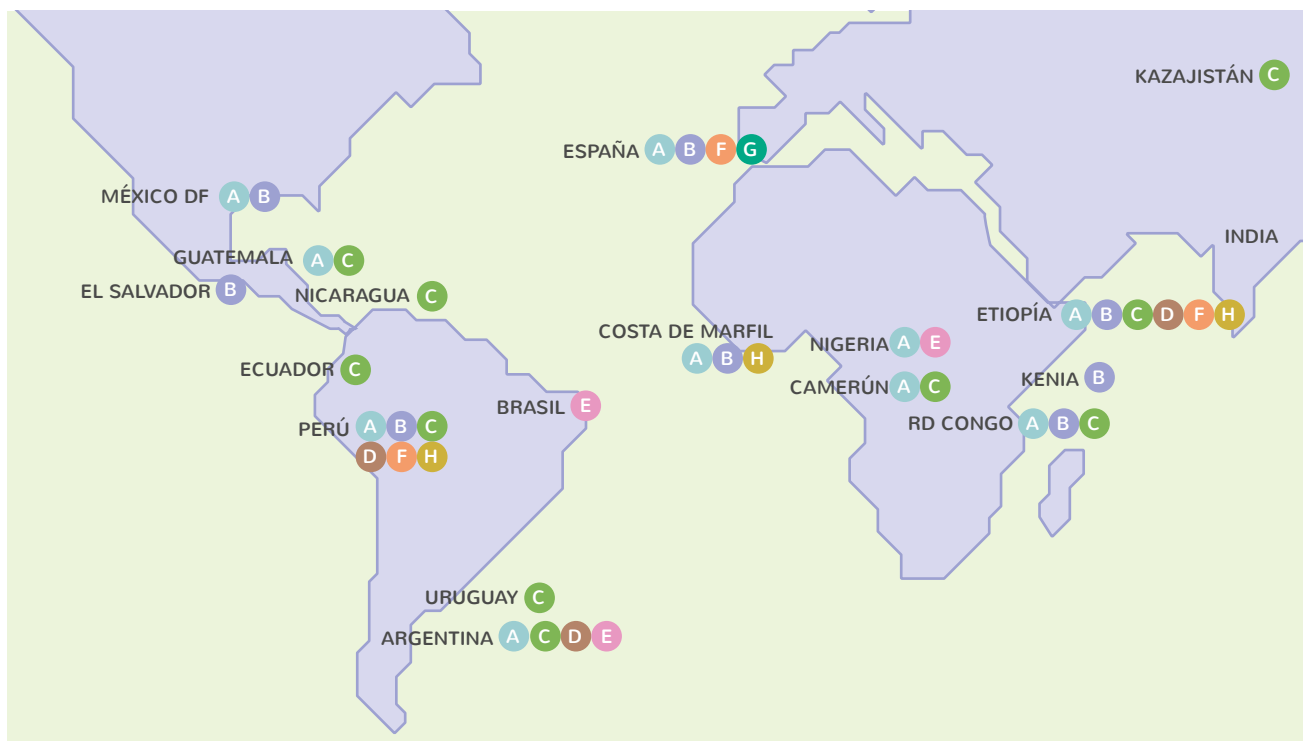 KAZAJISTÁN C
ESPAÑA A B F G
MÉXICO DF A B
INDIA
GUATEMALA A C
EL SALVADOR B
NICARAGUA C
ETIOPÍA A B C D F H
COSTA DE MARFIL
A B H
NIGERIA A E
ECUADOR C
KENIA B
CAMERÚN A C
BRASIL E
RD CONGO A B C
PERÚ A B C
D F H
URUGUAY C
ARGENTINA A C D E